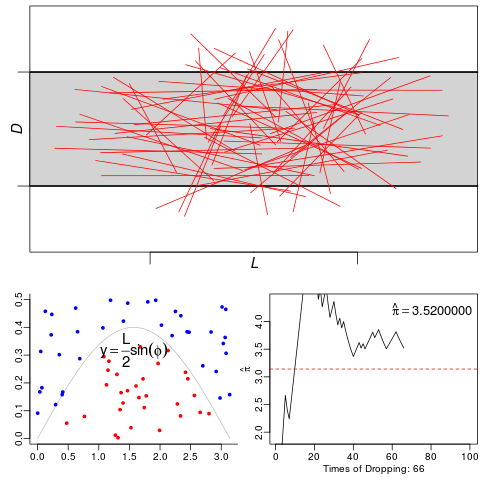 D
L
0.0 0.1 0.2 0.3 0.4 0.5
y = L/2 sin(ϕ)
0.0 0.5 1.0 1.5 2.0 2.5 3.0
π̂ = 3.5200000
π̂
2.0 2.5 3.0 3.5 4.0
0 20 40 60 80 100
Times of Dropping: 66